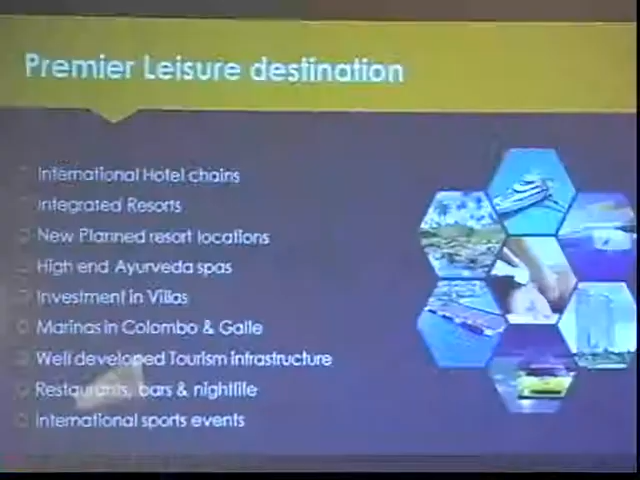 Premier Leisure destination
International Hotel chains
Integrated Resorts
New Planned resort locations
High end Ayurveda spas
Investment in Villas
Marinas in Colombo & Galle
Well developed Tourism infrastructure
Restaurants, bars & nightlife
International sports events